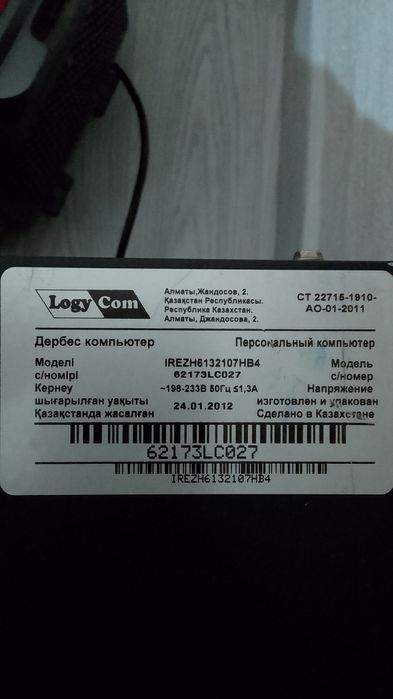 Logy Com
Алматы,Жандосов, 2.
Қазақстан Республикасы.
Республика Казахстан.
Алматы, Джандосова, 2.
СТ 22715-1910-
АО-01-2011
Дербес компьютер Персональный компьютер
Моделі IREZH6132107HB4 Модель
с/нөмірі 62173LC027 с/номер
Кернеу ~198-233В 50Гц ≤1,3А Напряжение
шығарылған уақыты 24.01.2012 изготовлен и упакован
Қазақстанда жасалған Сделано в Казахстане
62173LC027
IREZH6132107HB4